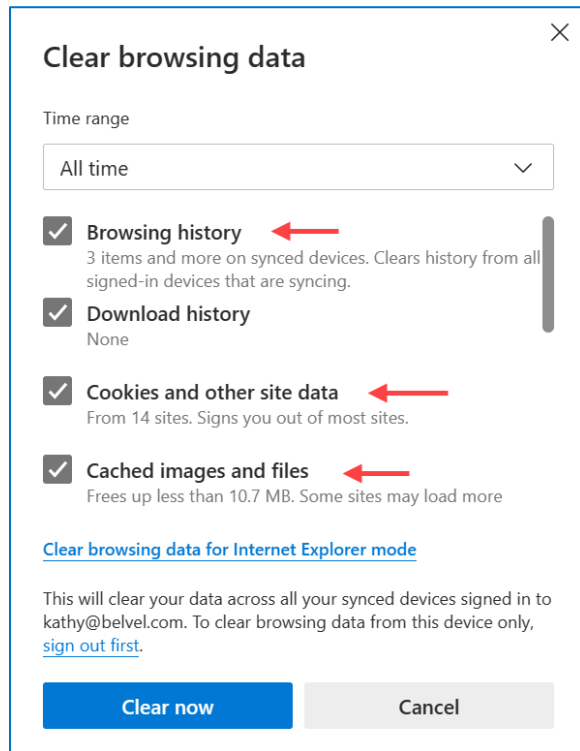 Clear browsing data
Time range
All time
Browsing history
3 items and more on synced devices. Clears history from all
signed-in devices that are syncing.
Download history
None
Cookies and other site data
From 14 sites. Signs you out of most sites.
Cached images and files
Frees up less than 10.7 MB. Some sites may load more
Clear browsing data for Internet Explorer mode
This will clear your data across all your synced devices signed in to
kathy@belvel.com. To clear browsing data from this device only,
sign out first.
Clear now
Cancel